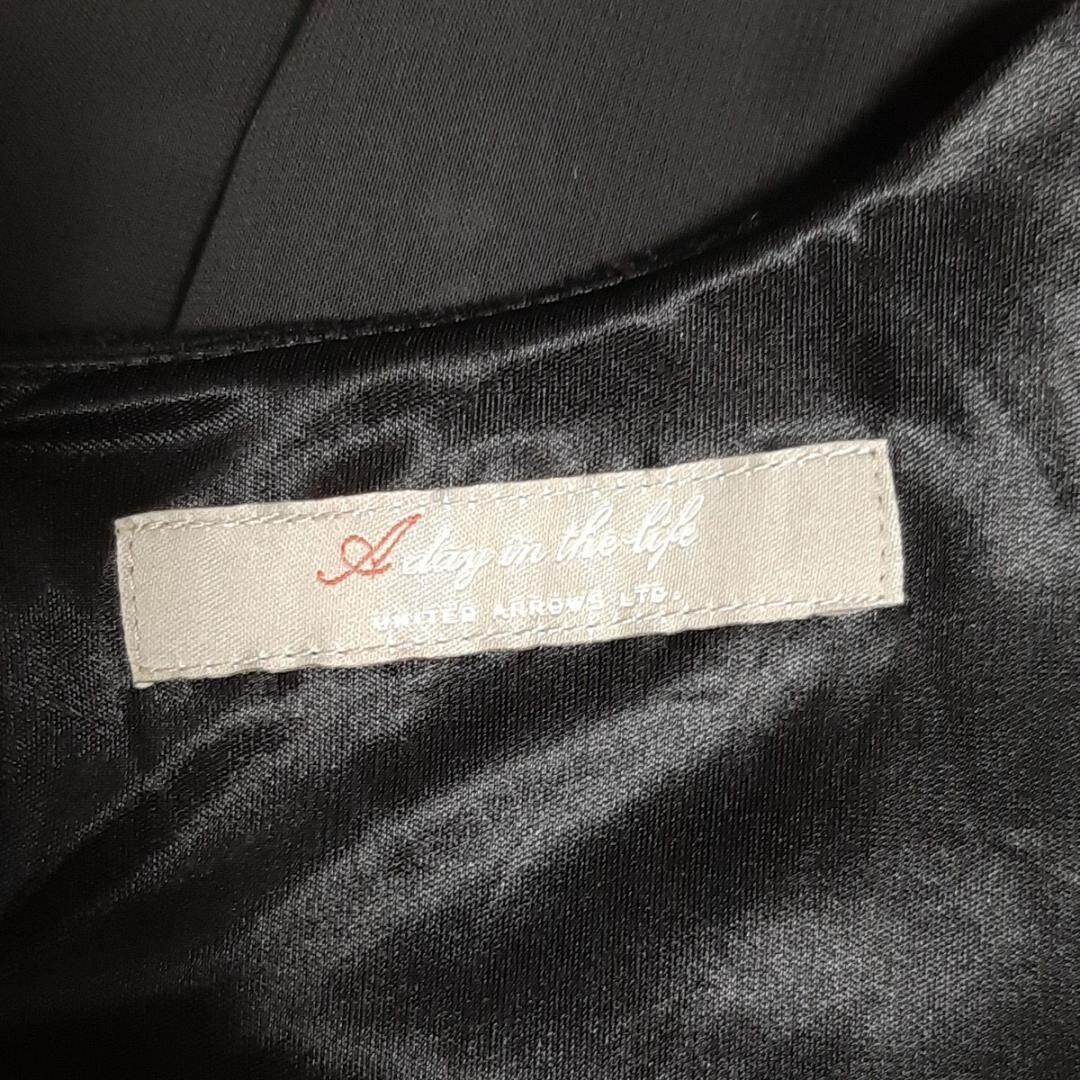 A day in the life
UNITED ARROWS LTD.